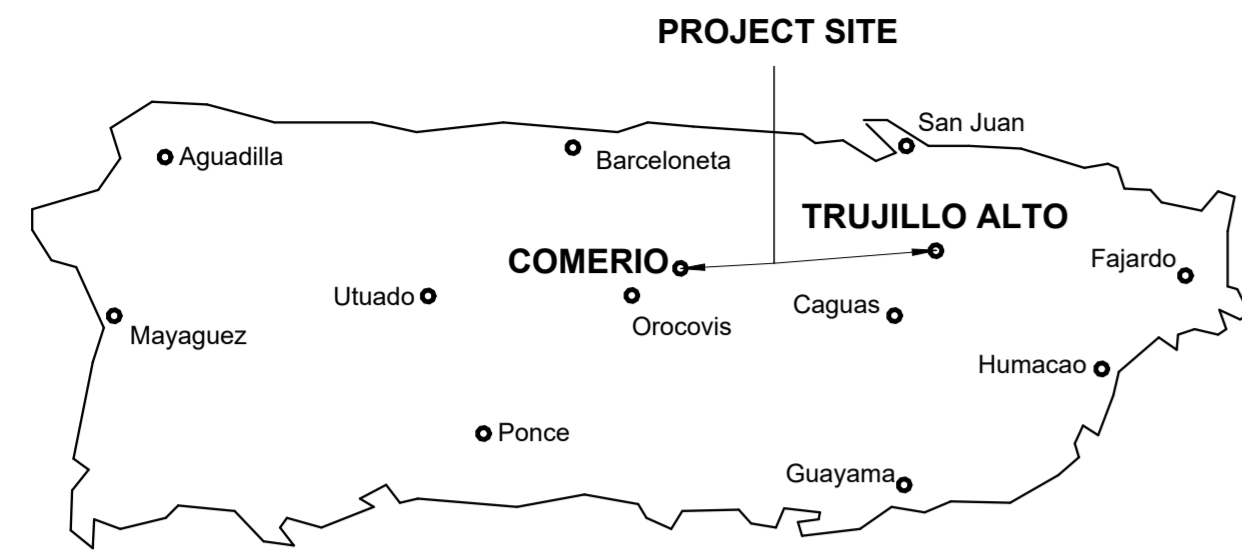 PROJECT SITE
San Juan
Aguadilla
Barceloneta
TRUJILLO ALTO
COMERIO
Fajardo
Utuado
Caguas
Orocovis
Mayaguez
Humacao
Ponce
Guayama